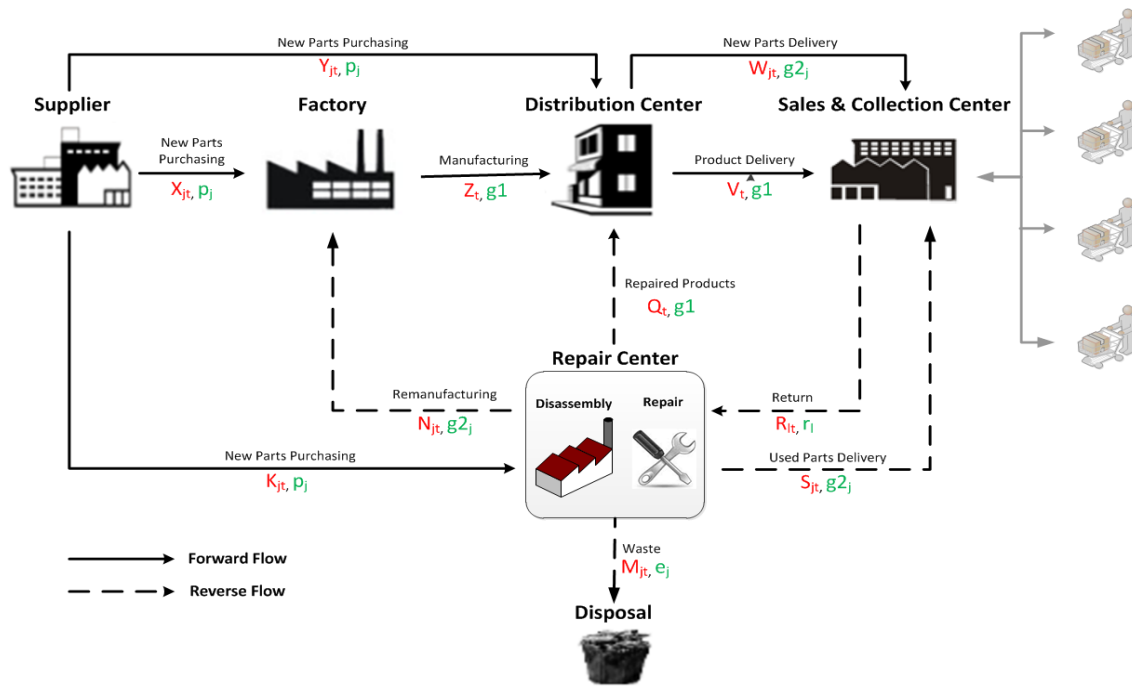 New Parts Purchasing
Y_jt, p_j
New Parts Delivery
W_jt, g2_j
Supplier
Factory
Distribution Center
Sales & Collection Center
New Parts
Purchasing
X_jt, p_j
Manufacturing
Z_t, g1
Product Delivery
V_t, g1
Repaired Products
Q_t, g1
Repair Center
Disassembly
Repair
Remanufacturing
N_jt, g2_j
Return
R_lt, r_l
New Parts Purchasing
K_jt, p_j
Used Parts Delivery
S_jt, g2_j
Waste
M_jt, e_j
Forward Flow
Reverse Flow
Disposal